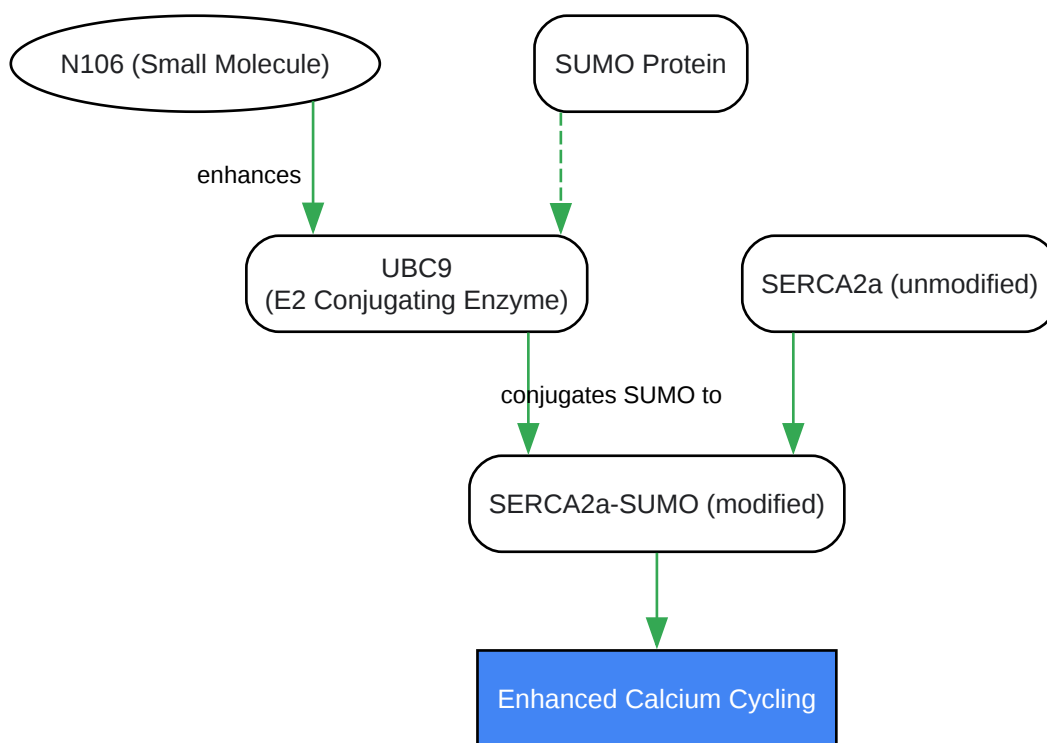 N106 (Small Molecule)
SUMO Protein
enhances
UBC9
(E2 Conjugating Enzyme)
SERCA2a (unmodified)
conjugates SUMO to
SERCA2a-SUMO (modified)
Enhanced Calcium Cycling